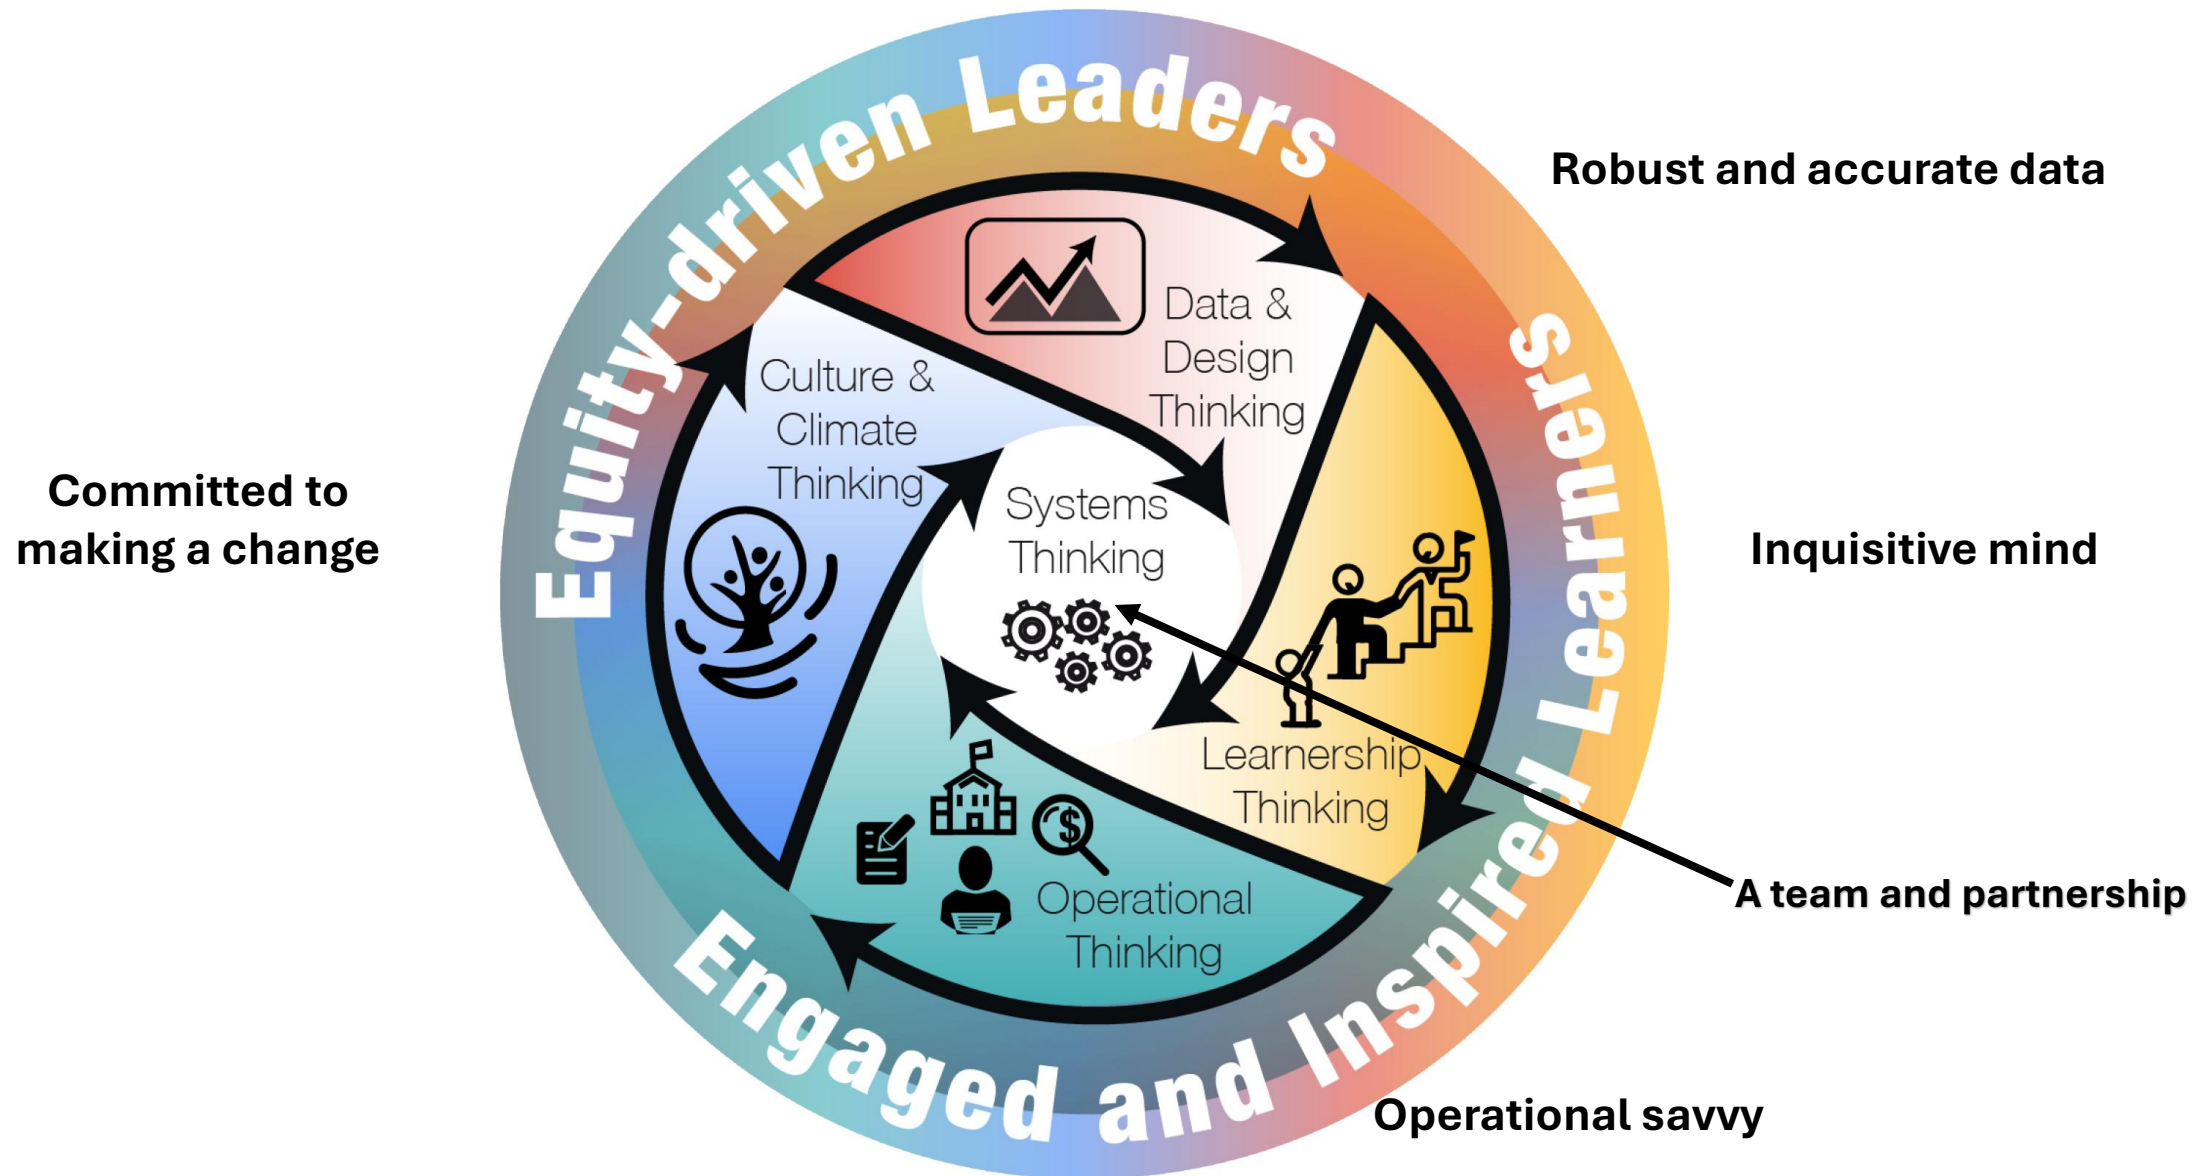 Equity-driven Leaders
Robust and accurate data
Data &
Design
Thinking
Culture &
Climate
Thinking
Committed to
making a change
Systems
Thinking
Inquisitive mind
Learnership
Thinking
A team and partnership
$
Operational
Thinking
Engaged and Inspired Learners
Operational savvy